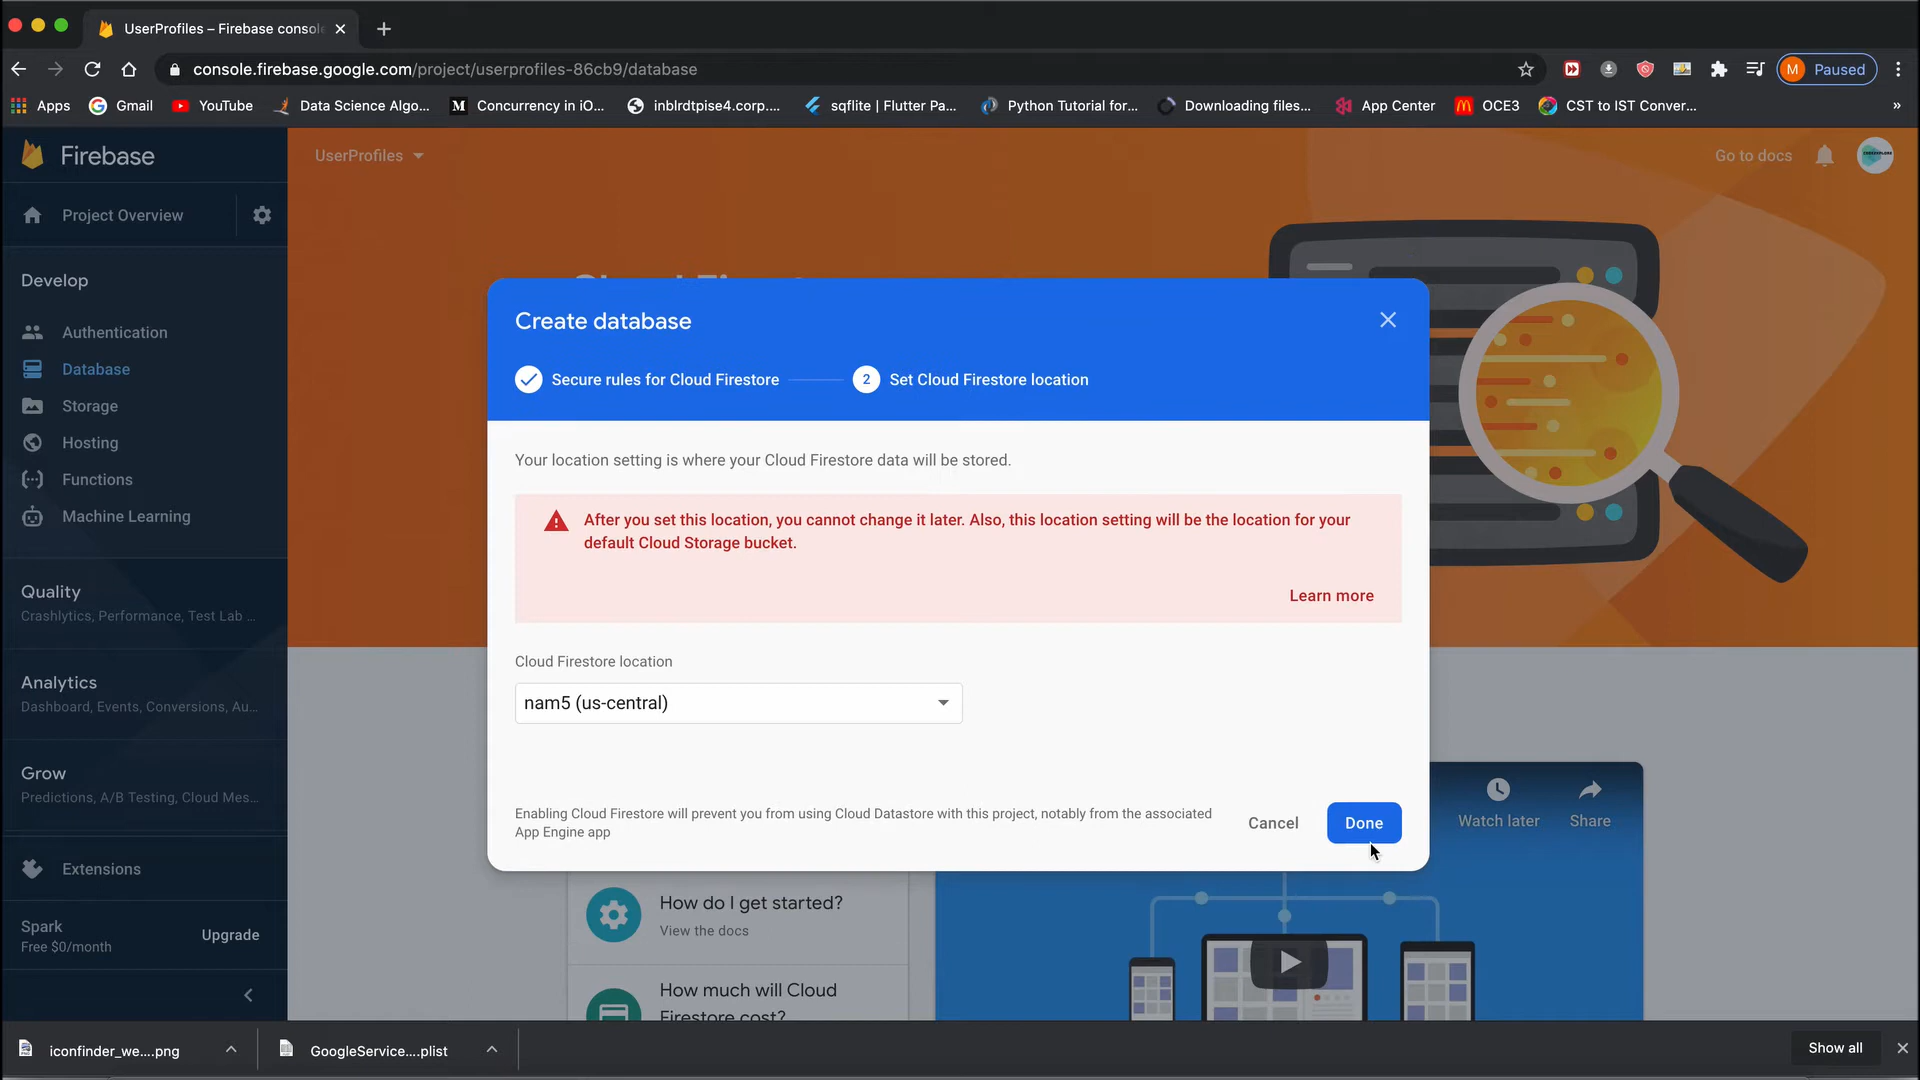 UserProfiles – Firebase consol
console.firebase.google.com/project/userprofiles-86cb9/database
M Paused
Apps
Gmail
YouTube
Data Science Algo...
Concurrency in iO...
inblrdtpise4.corp....
sqflite | Flutter Pa...
Python Tutorial for...
Downloading files...
App Center
OCE3
CST to IST Conver...
»
Firebase
UserProfiles
Go to docs
Project Overview
Develop
Authentication
Database
Storage
Hosting
Functions
Machine Learning
Quality
Crashlytics, Performance, Test Lab ...
Analytics
Dashboard, Events, Conversions, Au...
Grow
Predictions, A/B Testing, Cloud Mes...
Extensions
Spark
Free $0/month
Upgrade
Create database
Secure rules for Cloud Firestore
2 Set Cloud Firestore location
Your location setting is where your Cloud Firestore data will be stored.
After you set this location, you cannot change it later. Also, this location setting will be the location for your
default Cloud Storage bucket.
Learn more
Cloud Firestore location
nam5 (us-central)
Enabling Cloud Firestore will prevent you from using Cloud Datastore with this project, notably from the associated
App Engine app
Cancel
Done
Watch later
Share
How do I get started?
View the docs
How much will Cloud
Firestore cost?
iconfinder_we....png
GoogleService....plist
Show all